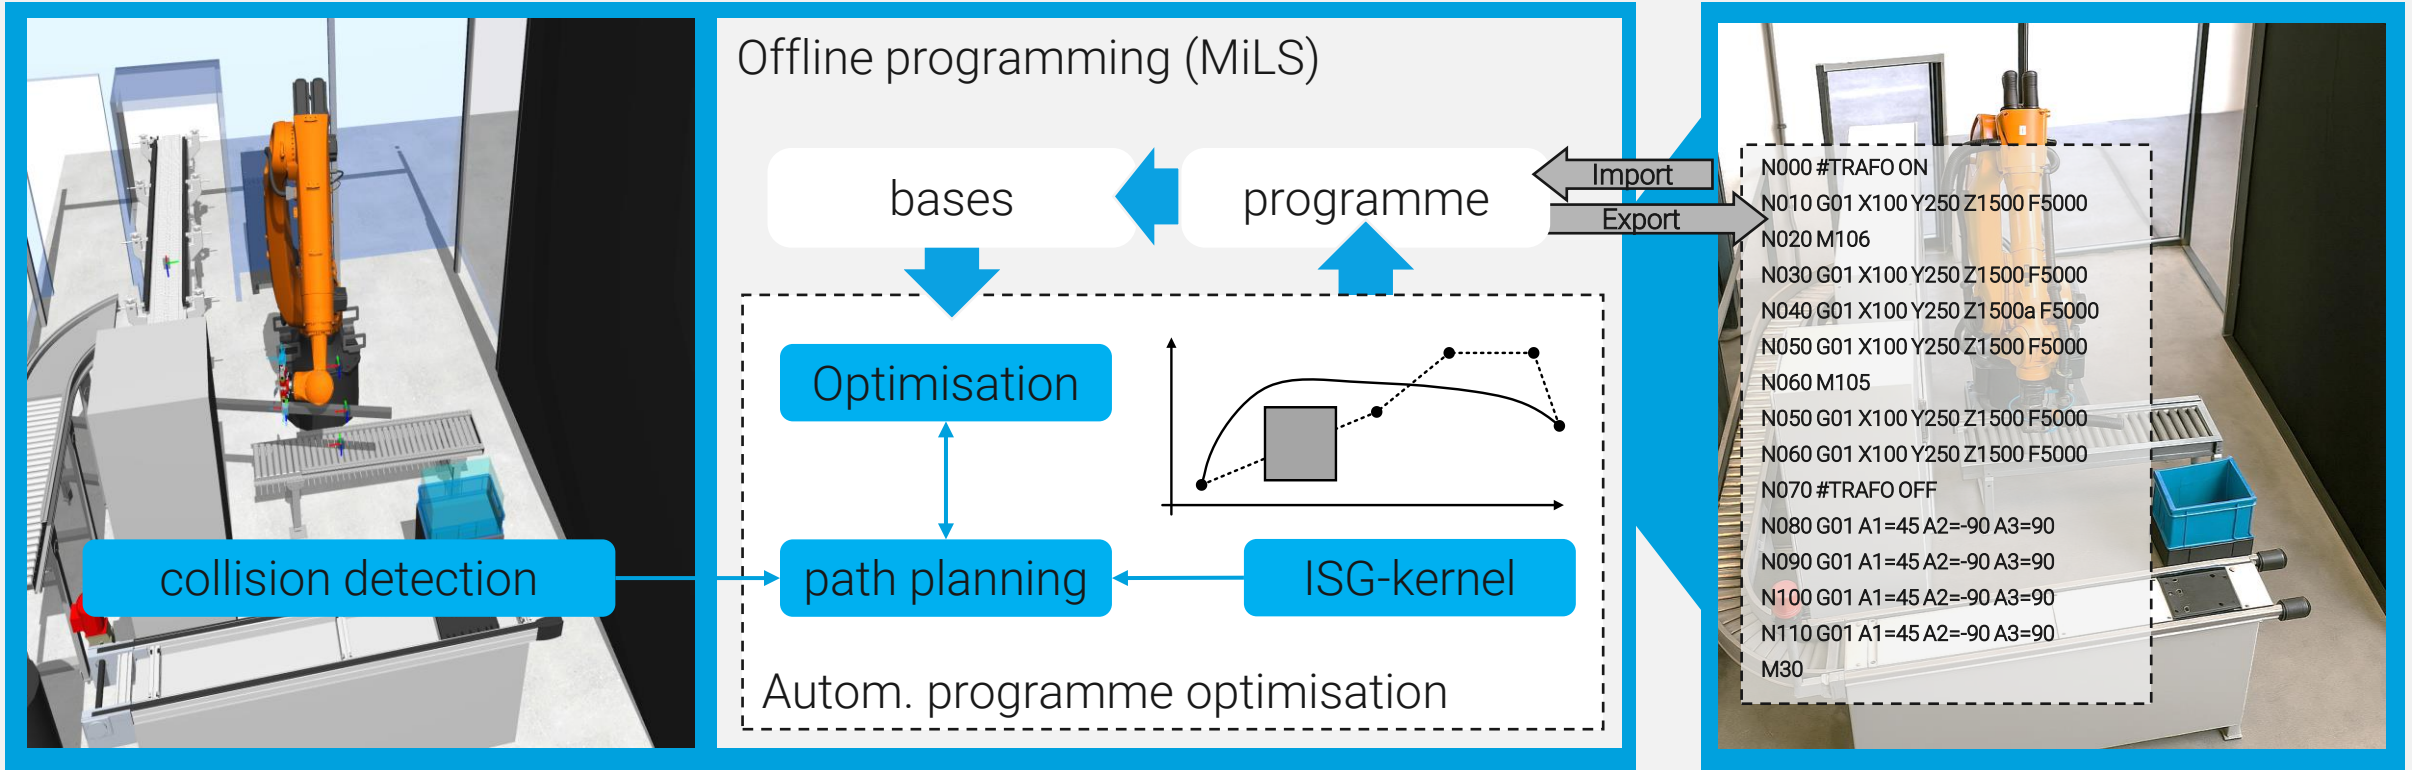 Offline programming (MiLS)
bases
programme
Import
Export
Optimisation
collision detection
path planning
ISG-kernel
Autom. programme optimisation
N000 #TRAFO ON
N010 G01 X100 Y250 Z1500 F5000
N020 M106
N030 G01 X100 Y250 Z1500 F5000
N040 G01 X100 Y250 Z1500a F5000
N050 G01 X100 Y250 Z1500 F5000
N060 M105
N050 G01 X100 Y250 Z1500 F5000
N060 G01 X100 Y250 Z1500 F5000
N070 #TRAFO OFF
N080 G01 A1=45 A2=-90 A3=90
N090 G01 A1=45 A2=-90 A3=90
N100 G01 A1=45 A2=-90 A3=90
N110 G01 A1=45 A2=-90 A3=90
M30